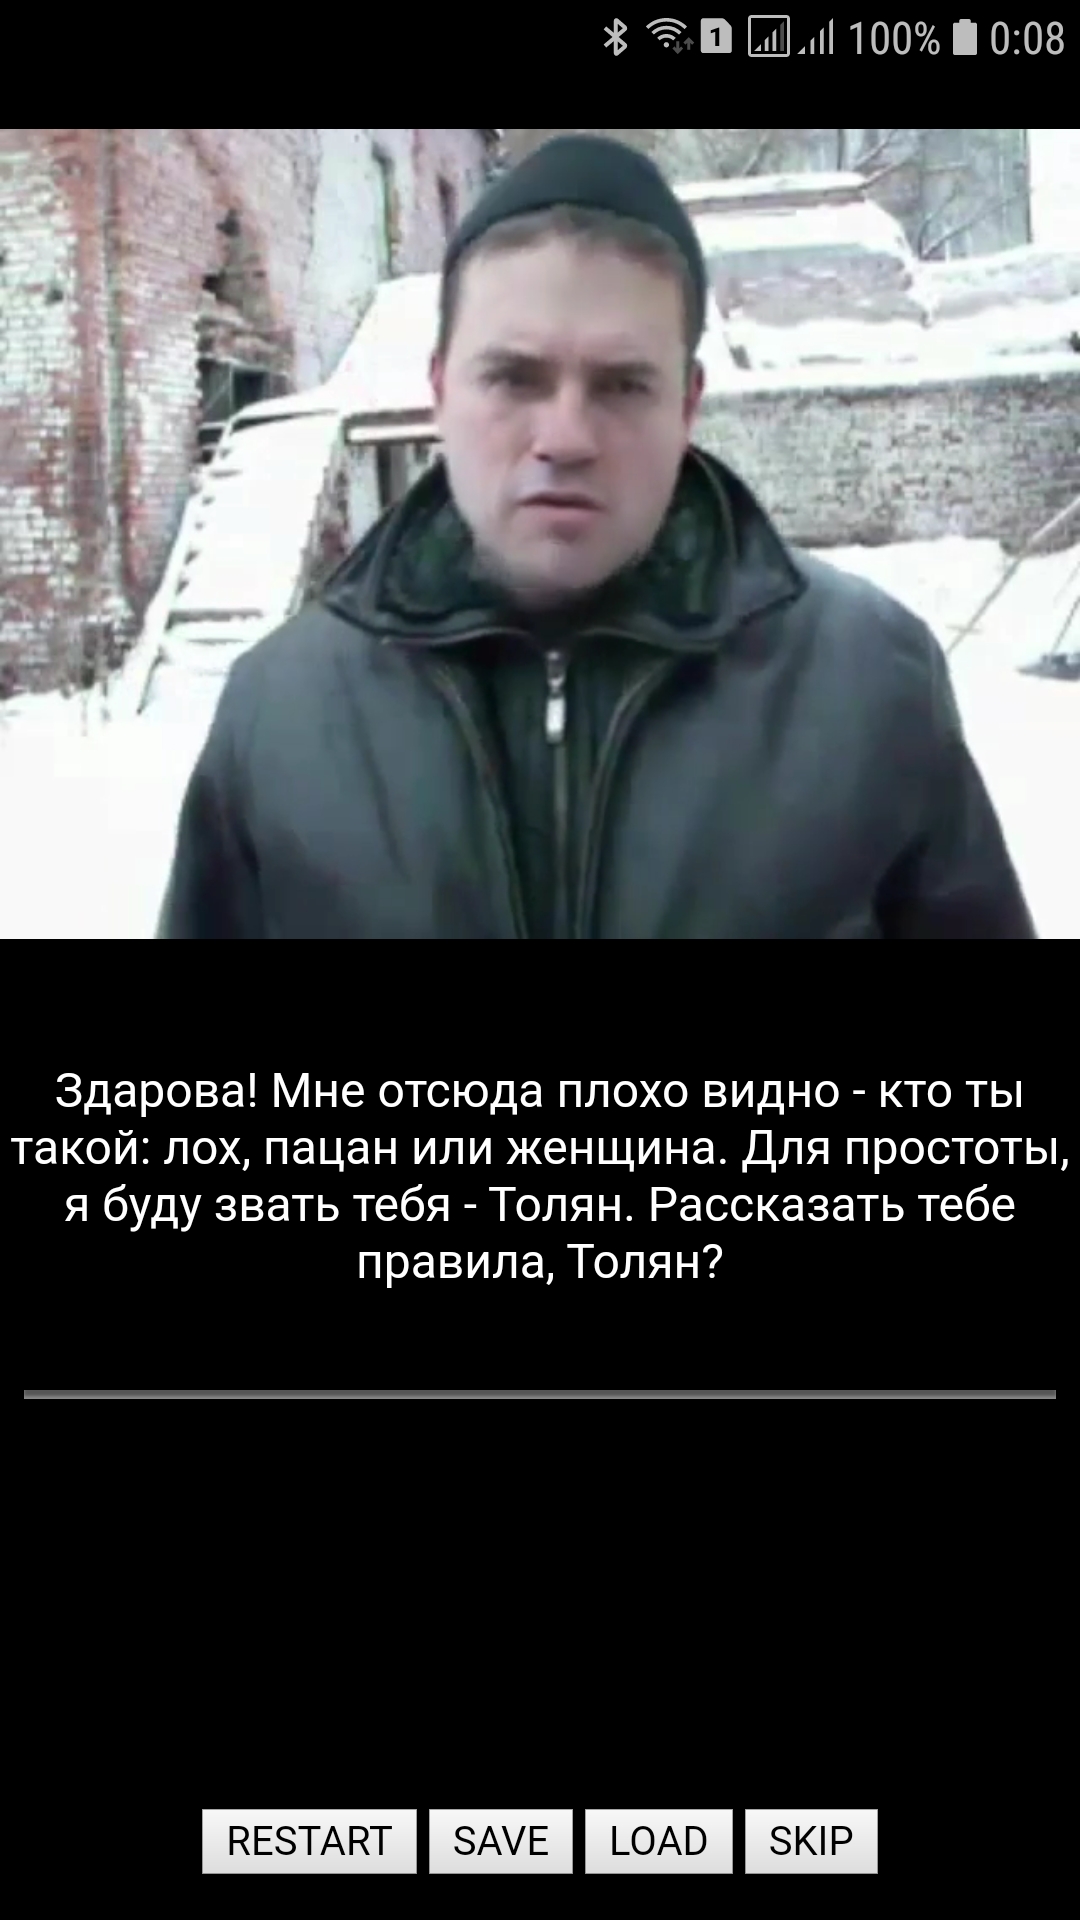 1 100% 0:08
Здарова! Мне отсюда плохо видно - кто ты
такой: лох, пацан или женщина. Для простоты,
я буду звать тебя - Толян. Рассказать тебе
правила, Толян?
RESTART SAVE LOAD SKIP